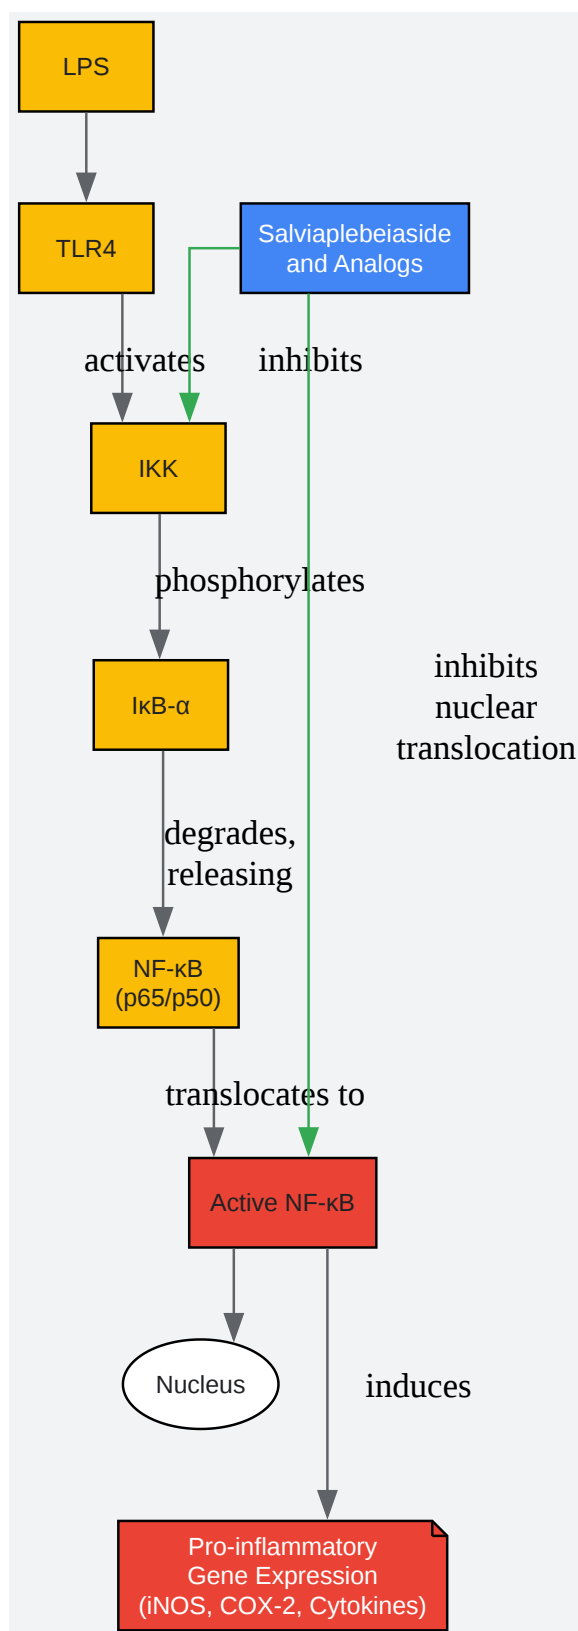 LPS
TLR4
Salviaplebeiaside
and Analogs
activates
inhibits
IKK
phosphorylates
inhibits
nuclear
translocation
IκB-α
degrades,
releasing
NF-κB
(p65/p50)
translocates to
Active NF-κB
Nucleus
induces
Pro-inflammatory
Gene Expression
(iNOS, COX-2, Cytokines)